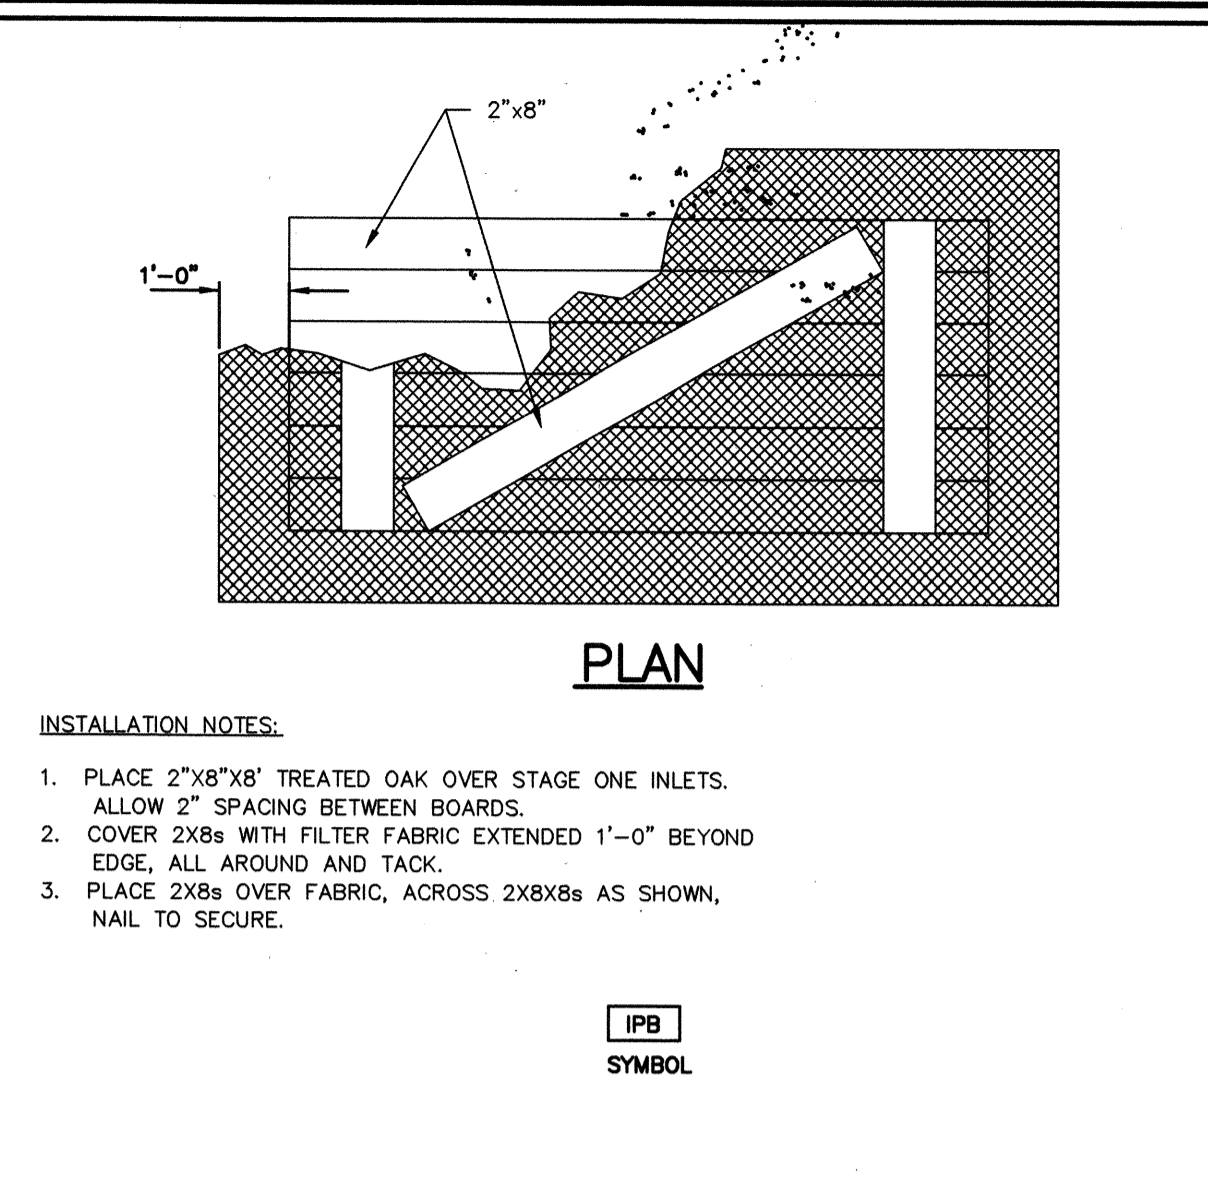 2"x8"
1'-0"
PLAN
INSTALLATION NOTES:
1. PLACE 2"X8"X8' TREATED OAK OVER STAGE ONE INLETS.
ALLOW 2" SPACING BETWEEN BOARDS.
2. COVER 2X8s WITH FILTER FABRIC EXTENDED 1'-0" BEYOND
EDGE, ALL AROUND AND TACK.
3. PLACE 2X8s OVER FABRIC, ACROSS 2X8X8s AS SHOWN,
NAIL TO SECURE.
IPB
SYMBOL